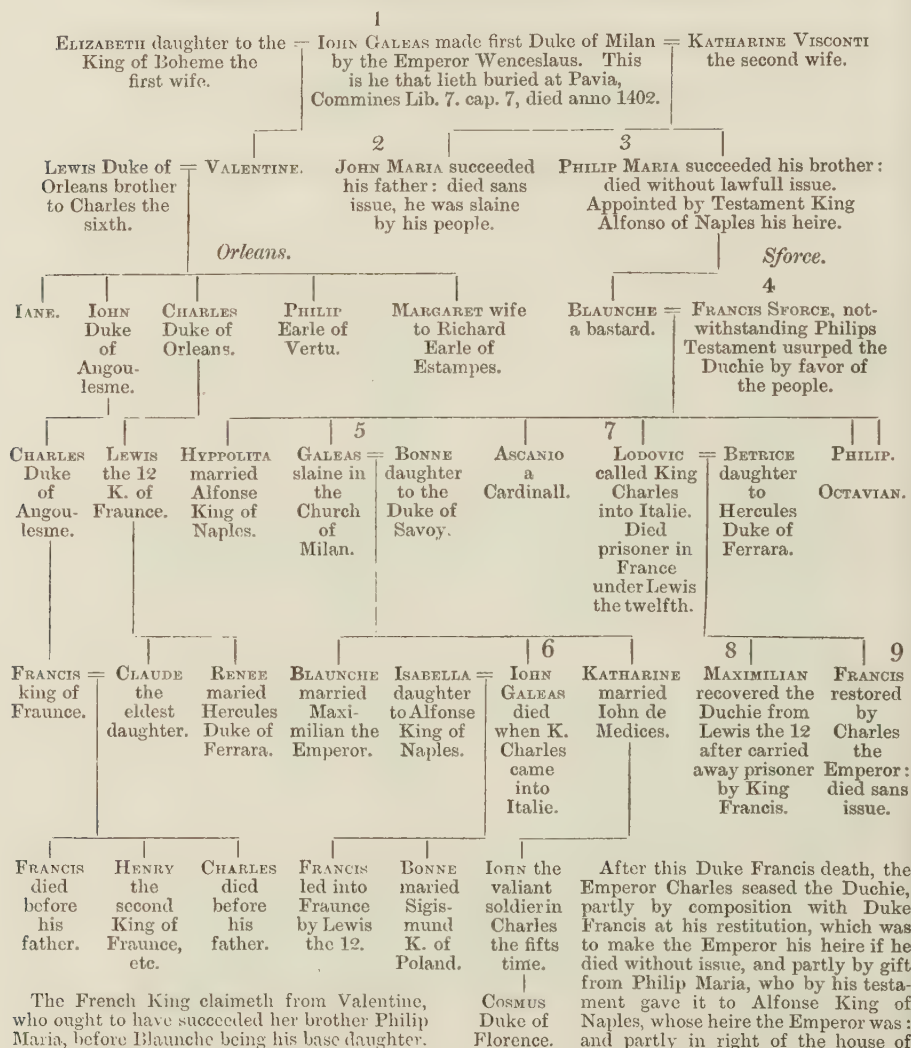 1
ELIZABETH daughter to the
King of Boheme the
first wife.
IOHN GALEAS made first Duke of Milan
by the Emperor Wenceslaus. This
is he that lieth buried at Pavia,
Commines Lib. 7. cap. 7, died anno 1402.
KATHARINE VISCONTI
the second wife.
LEWIS Duke of
Orleans brother
to Charles the
sixth.
VALENTINE.
2
JOHN MARIA succeeded
his father: died sans
issue, he was slaine
by his people.
3
PHILIP MARIA succeeded his brother:
died without lawfull issue.
Appointed by Testament King
Alfonso of Naples his heire.
Orleans.
Sforce.
IANE.
IOHN
Duke
of
Angou-
lesme.
CHARLES
Duke of
Orleans.
PHILIP
Earle of
Vertu.
MARGARET wife
to Richard
Earle of
Estampes.
BLAUNCHE
a bastard.
4
FRANCIS SFORCE, not-
withstanding Philips
Testament usurped the
Duchie by favor of
the people.
CHARLES
Duke
of
Angou-
lesme.
LEWIS
the 12
K. of
Fraunce.
HYPPOLITA
married
Alfonse
King of
Naples.
5
GALEAS
slaine in
the
Church
of
Milan.
BONNE
daughter
to the
Duke of
Savoy.
ASCANIO
a
Cardinall.
7
LODOVIC
called King
Charles
into Italie.
Died
prisoner in
France
under Lewis
the twelfth.
BETRICE
daughter
to
Hercules
Duke of
Ferrara.
PHILIP.
OCTAVIAN.
FRANCIS
king of
Fraunce.
CLAUDE
the
eldest
daughter.
RENEE
maried
Hercules
Duke of
Ferrara.
BLAUNCHE
married
Maxi-
milian the
Emperor.
ISABELLA
daughter
to Alfonse
King of
Naples.
6
IOHN
GALEAS
died
when K.
Charles
came
into
Italie.
KATHARINE
married
Iohn de
Medices.
8
MAXIMILIAN
recovered the
Duchie from
Lewis the 12
after carried
away prisoner
by King
Francis.
9
FRANCIS
restored
by
Charles
the
Emperor:
died sans
issue.
FRANCIS
died
before
his
father.
HENRY
the
second
King of
Fraunce,
etc.
CHARLES
died
before
his
father.
FRANCIS
led into
Fraunce
by Lewis
the 12.
BONNE
maried
Sigis-
mund
K. of
Poland.
IOHN the
valiant
soldier in
Charles
the fifts
time.
COSMUS
Duke of
Florence.
The French King claimeth from Valentine,
who ought to have succeeded her brother Philip
Maria, before Blaunche being his base daughter.
After this Duke Francis death, the
Emperor Charles seased the Duchie,
partly by composition with Duke
Francis at his restitution, which was
to make the Emperor his heire if he
died without issue, and partly by gift
from Philip Maria, who by his testa-
ment gave it to Alfonse King of
Naples, whose heire the Emperor was:
and partly in right of the house of